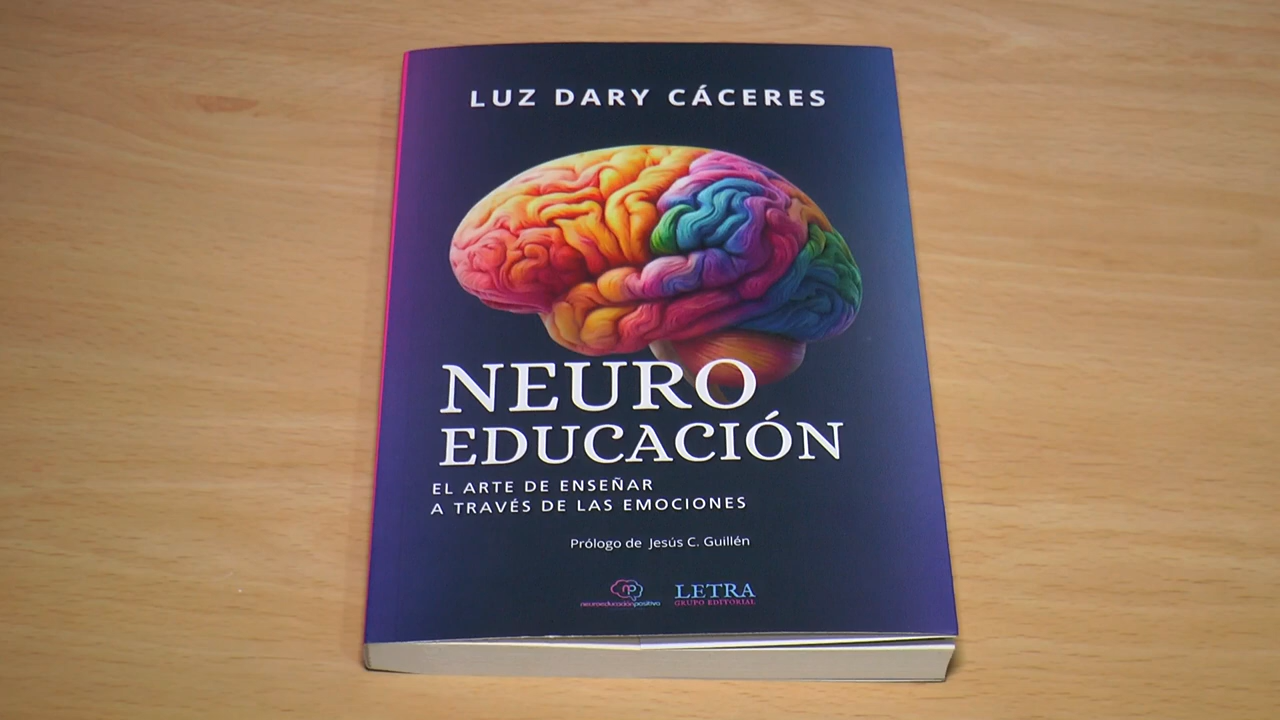 LUZ DARY CÁCERES
NEURO
EDUCACIÓN
EL ARTE DE ENSEÑAR
A TRAVÉS DE LAS EMOCIONES
Prólogo de Jesús C. Guillén
neuroeducaciónpositiva
LETRA
GRUPO EDITORIAL